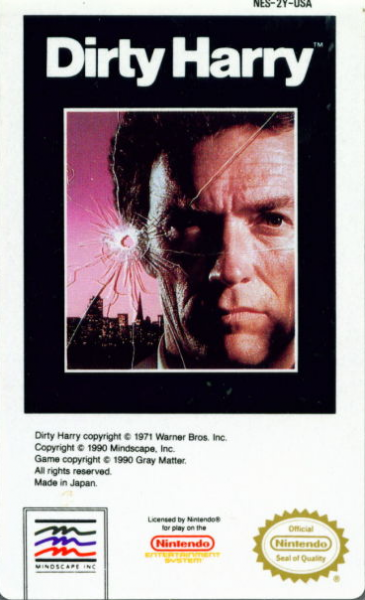 NES-2Y-USA
Dirty Harry™
Dirty Harry copyright © 1971 Warner Bros. Inc.
Copyright © 1990 Mindscape, Inc.
Game copyright © 1990 Gray Matter.
All rights reserved.
Made in Japan.
MINDSCAPE INC
Licensed by Nintendo®
for play on the
Nintendo
ENTERTAINMENT
SYSTEM
Official
Nintendo
Seal of Quality
®